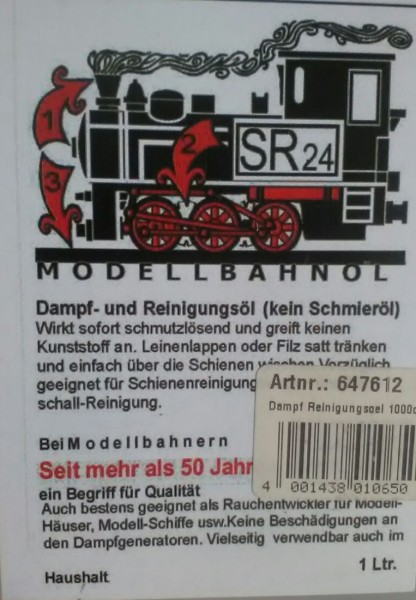 1
2
3
SR24
MODELLBAHNÖL
Dampf- und Reinigungsöl (kein Schmieröl)
Wirkt sofort schmutzlösend und greift keinen
Kunststoff an. Leinenlappen oder Filz satt tränken
und einfach über die Schienen wischen Vorzüglich
geeignet für Schienenreinigung
schall-Reinigung.
Artnr.: 647612
Dampf Reinigungsoel 1000c
4 001438 010650
Bei Modellbahnern
Seit mehr als 50 Jahr
ein Begriff für Qualität
Auch bestens geeignet als Rauchentwickler für Modell-
Häuser, Modell-Schiffe usw.Keine Beschädigungen an
den Dampfgeneratoren. Vielseitig verwendbar auch im
Haushalt
1 Ltr.